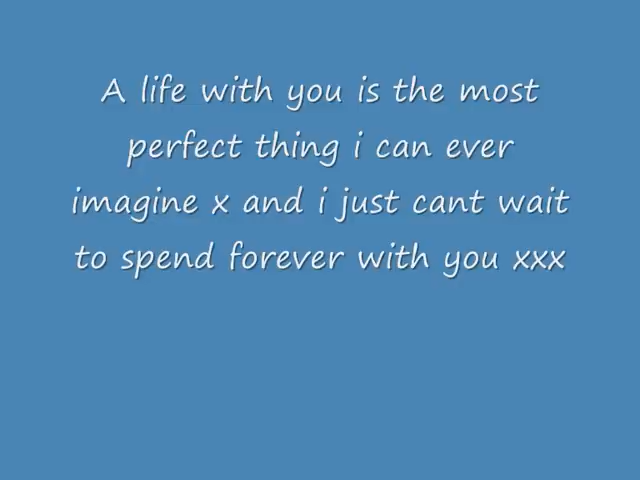 A life with you is the most
perfect thing i can ever
imagine x and i just cant wait
to spend forever with you xxx